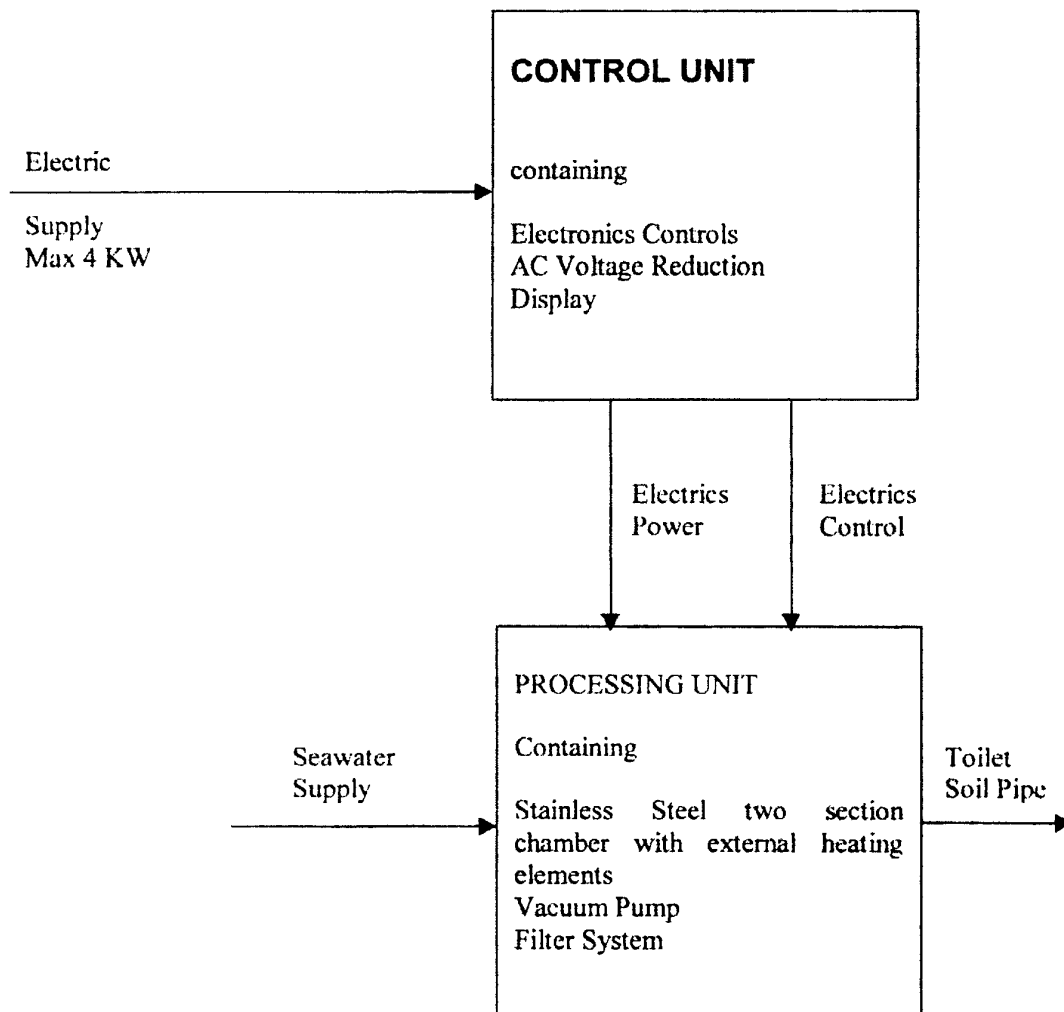 CONTROL UNIT
Electric
containing
Supply
Max 4 KW
Electronics Controls
AC Voltage Reduction
Display
Electrics
Power
Electrics
Control
PROCESSING UNIT
Containing
Seawater
Supply
Toilet
Soil Pipe
Stainless Steel two section
chamber with external heating
elements
Vacuum Pump
Filter System